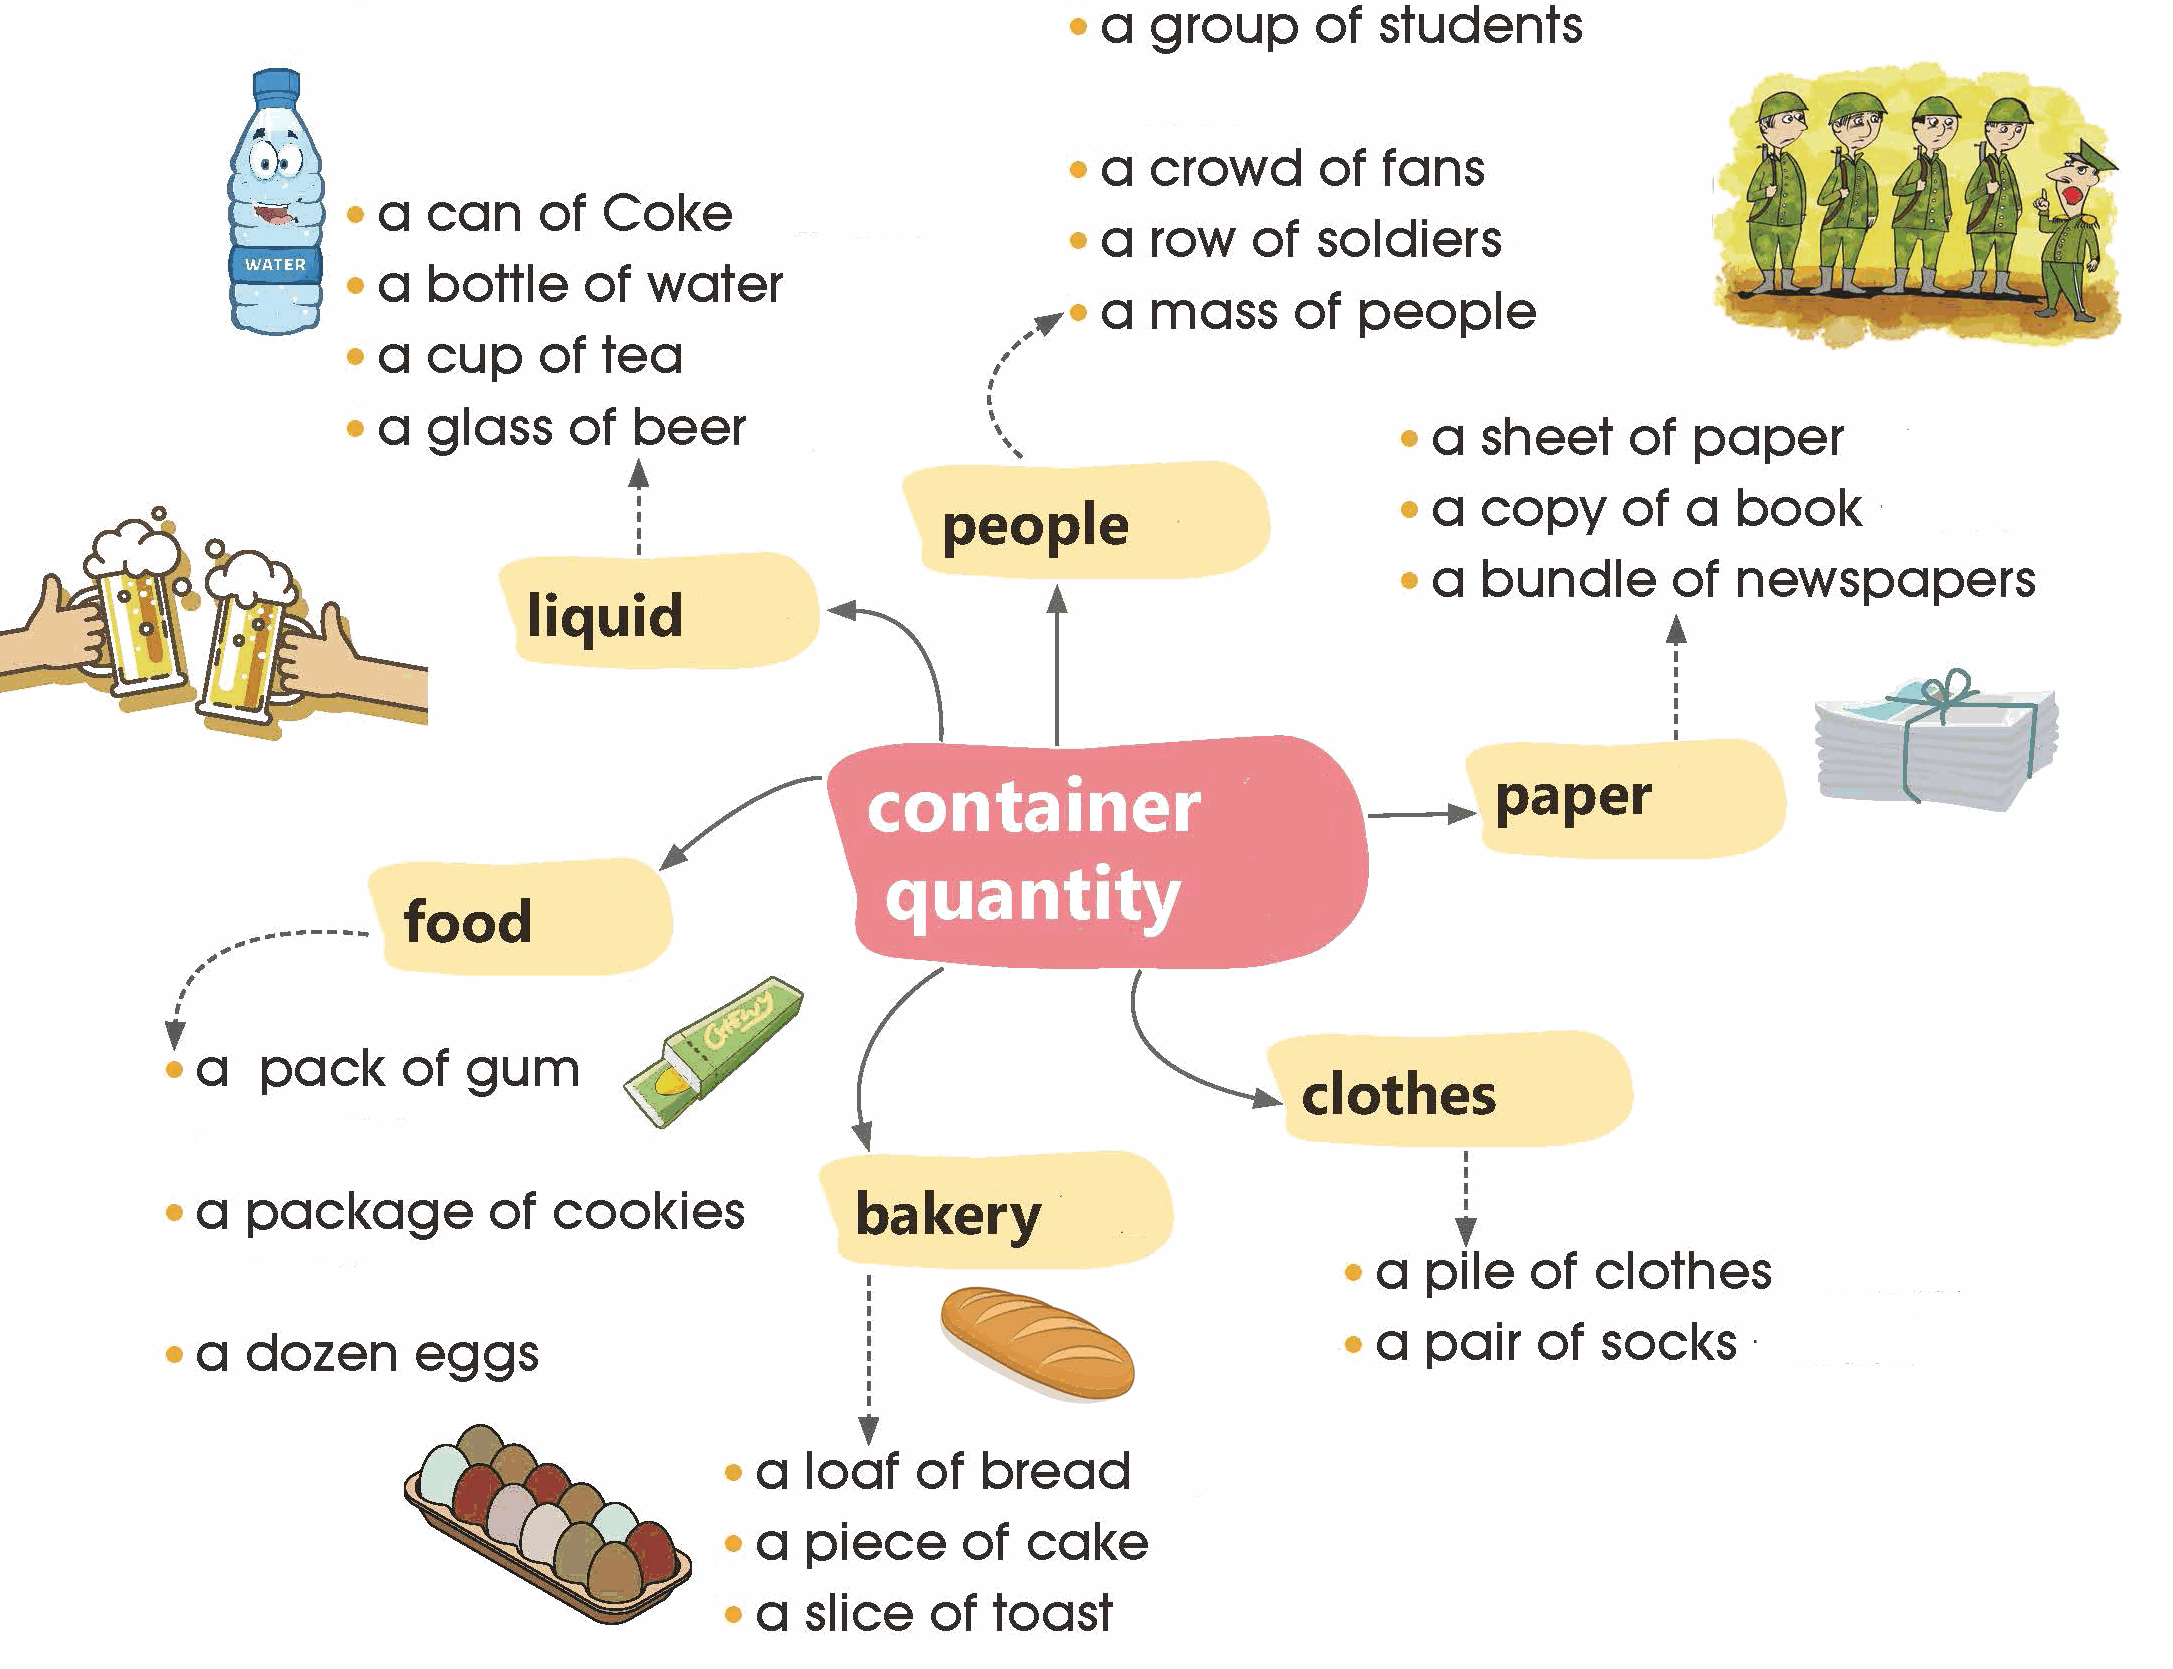 • a group of students
• a crowd of fans
• a row of soldiers
• a mass of people
people
• a can of Coke
• a bottle of water
• a cup of tea
• a glass of beer
WATER
liquid
• a sheet of paper
• a copy of a book
• a bundle of newspapers
paper
container
quantity
food
• a pack of gum
CHEWY
• a package of cookies
• a dozen eggs
bakery
• a loaf of bread
• a piece of cake
• a slice of toast
clothes
• a pile of clothes
• a pair of socks